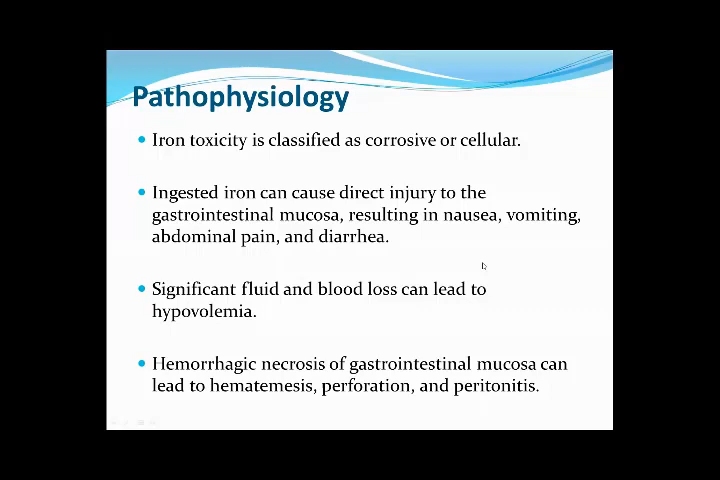 Pathophysiology
• Iron toxicity is classified as corrosive or cellular.
• Ingested iron can cause direct injury to the
gastrointestinal mucosa, resulting in nausea, vomiting,
abdominal pain, and diarrhea.
• Significant fluid and blood loss can lead to
hypovolemia.
• Hemorrhagic necrosis of gastrointestinal mucosa can
lead to hematemesis, perforation, and peritonitis.